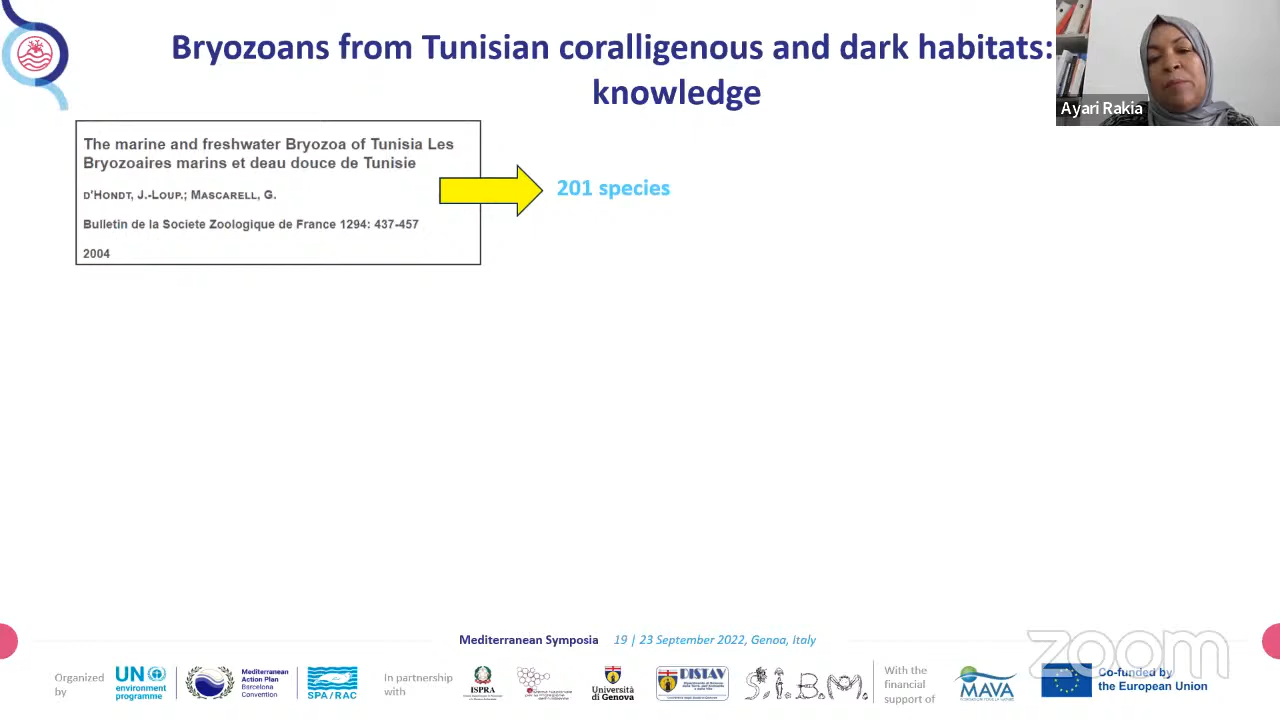 Bryozoans from Tunisian coralligenous and dark habitats:
knowledge
Ayari Rakia
The marine and freshwater Bryozoa of Tunisia Les
Bryozoaires marins et deau douce de Tunisie
D'HONDT, J.-LOUP.; MASCARELL, G.
Bulletin de la Societe Zoologique de France 1294: 437-457
2004
201 species
Mediterranean Symposia 19 | 23 September 2022, Genoa, Italy
zoom
Organized
by
UN
environment
programme
Mediterranean
Action Plan
Barcelona
Convention
SPA/RAC
In partnership
with
ISPRA
Università
di Genova
DISTAV
S.I.B.M.
With the
financial
support of
MAVA
Co-funded by
the European Union